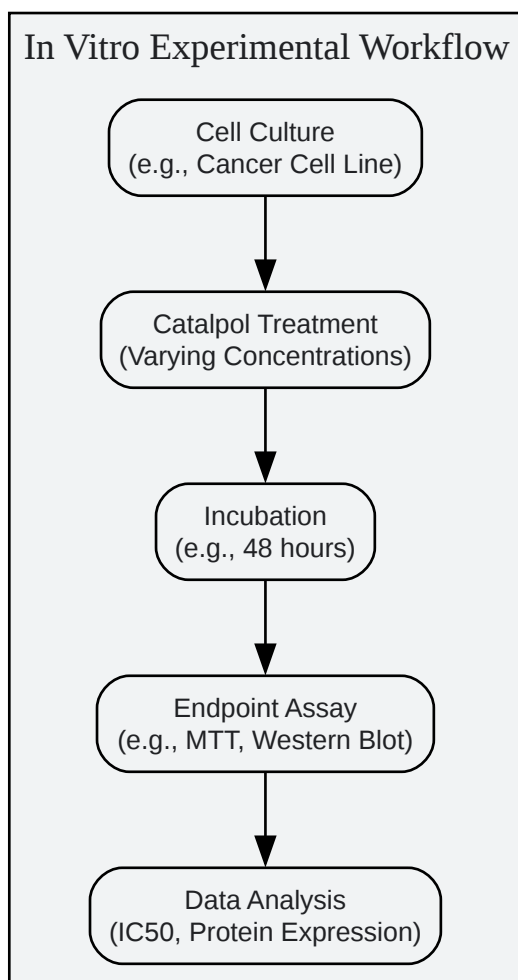 In Vitro Experimental Workflow
Cell Culture
(e.g., Cancer Cell Line)
Catalpol Treatment
(Varying Concentrations)
Incubation
(e.g., 48 hours)
Endpoint Assay
(e.g., MTT, Western Blot)
Data Analysis
(IC50, Protein Expression)